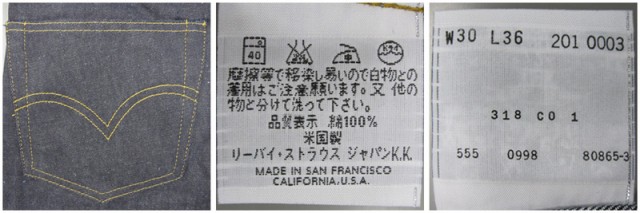 40
ドライ
摩擦等で移染し易いので白物との
着用はご注意願います。又 他の
物と分けて洗って下さい。
品質表示 綿100%
米国製
リーバイ・ストラウス ジャパンK.K.
MADE IN SAN FRANCISCO
CALIFORNIA.U.S.A.
W30 L36 201 0003
318 CO 1
555 0998 80865-3